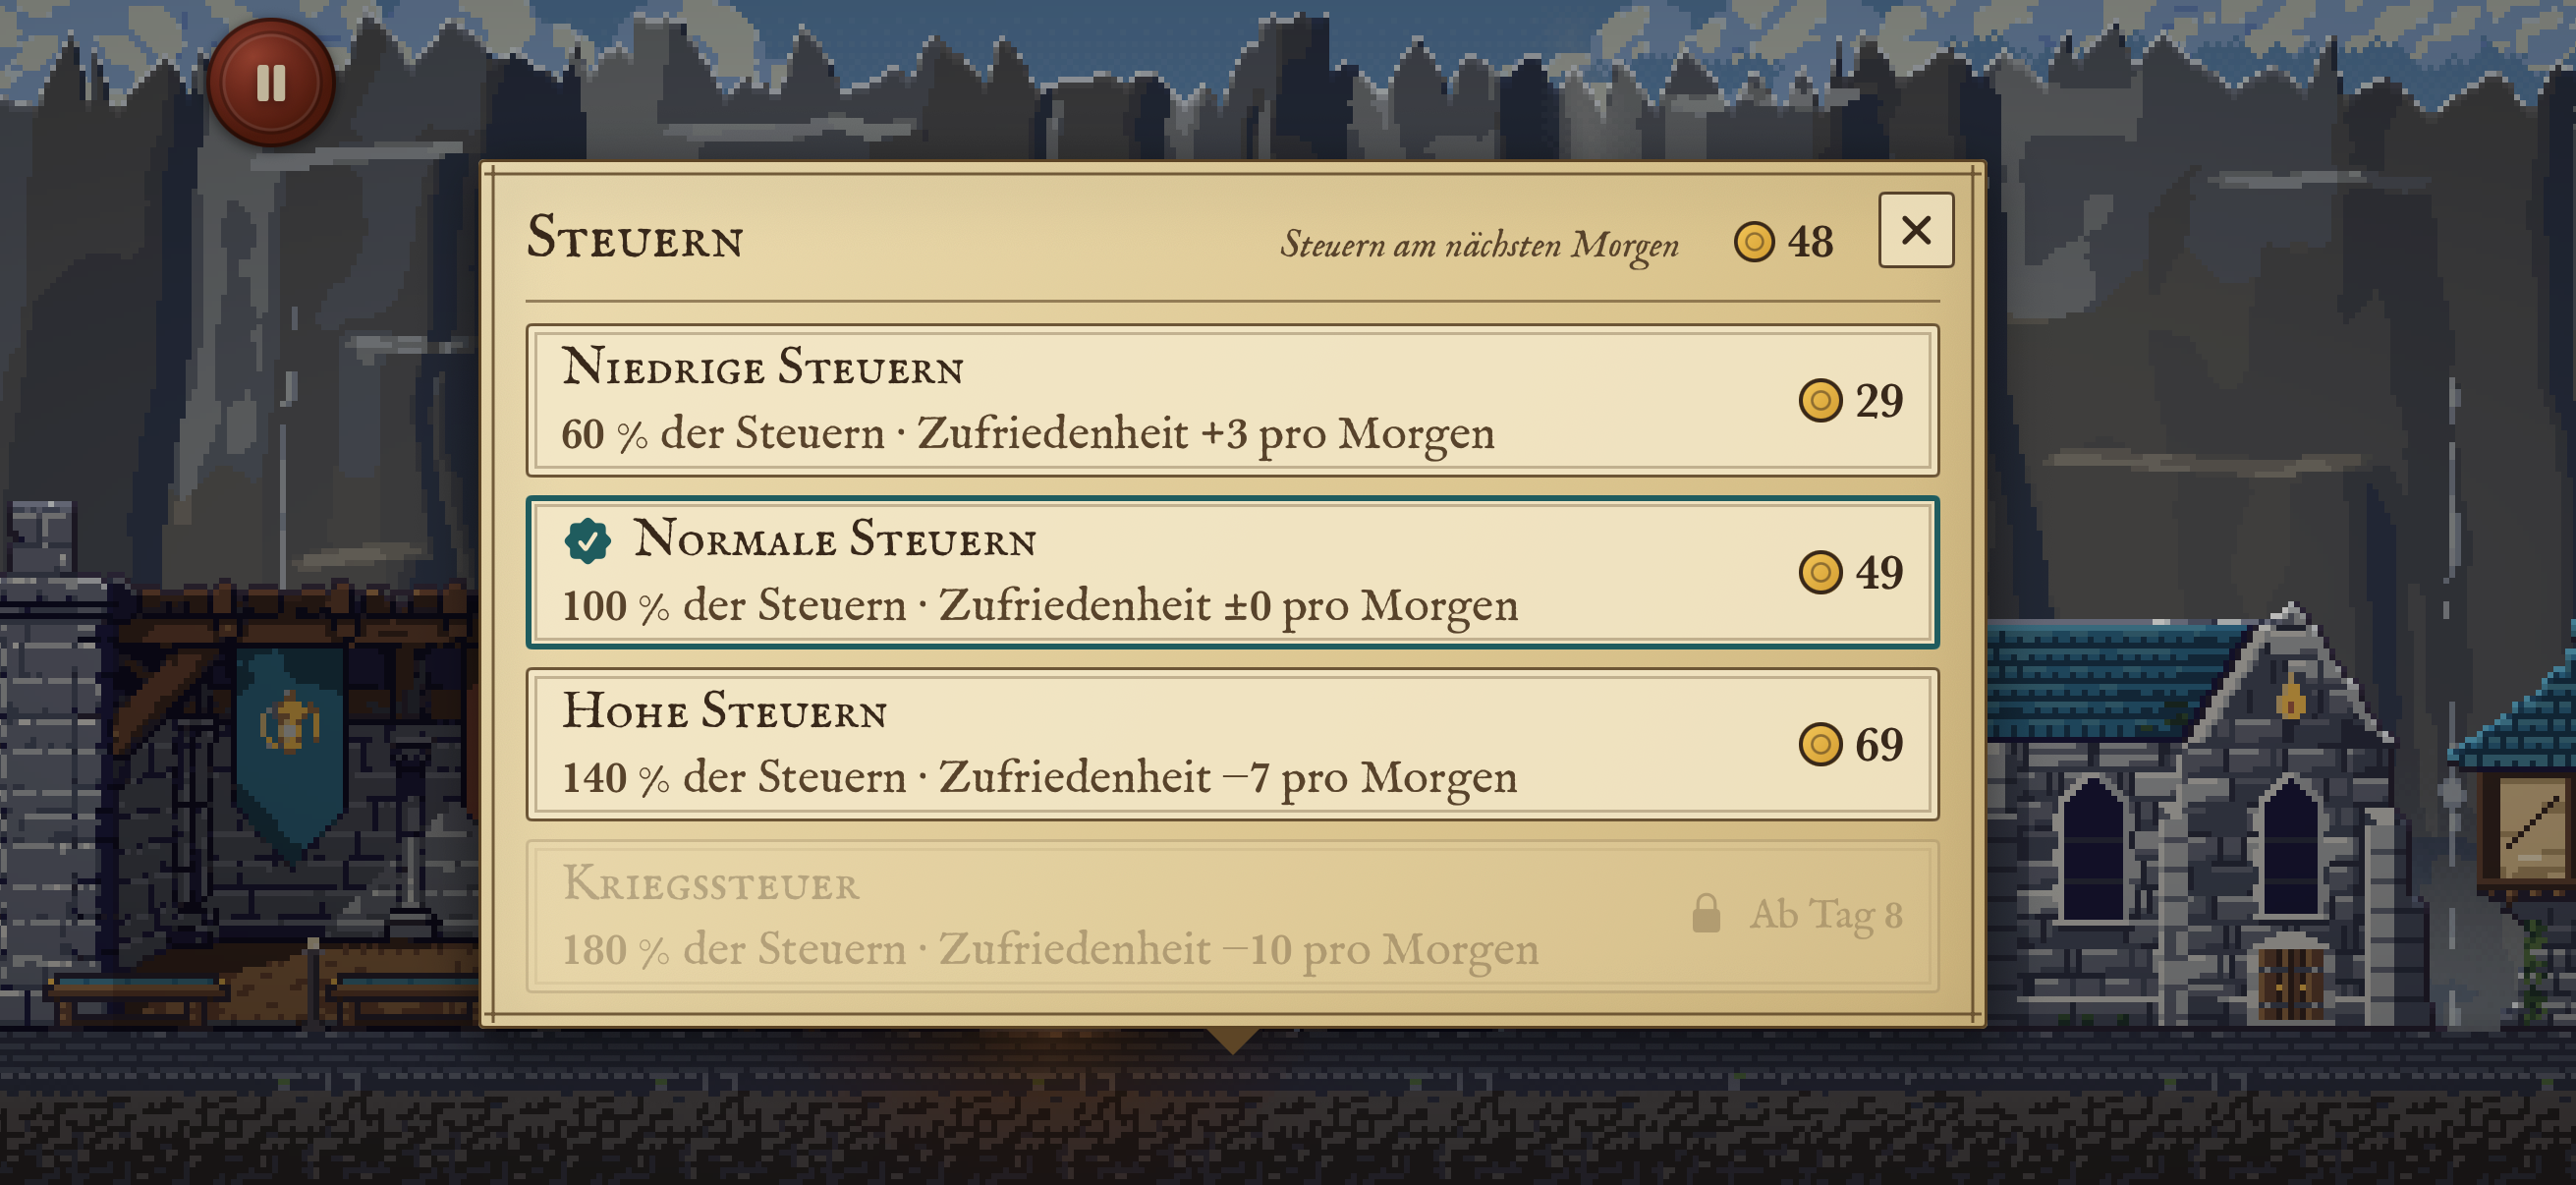 Steuern
Steuern am nächsten Morgen 48
Niedrige Steuern
60 % der Steuern · Zufriedenheit +3 pro Morgen
29
Normale Steuern
100 % der Steuern · Zufriedenheit ±0 pro Morgen
49
Hohe Steuern
140 % der Steuern · Zufriedenheit −7 pro Morgen
69
Kriegssteuer
180 % der Steuern · Zufriedenheit −10 pro Morgen
Ab Tag 8